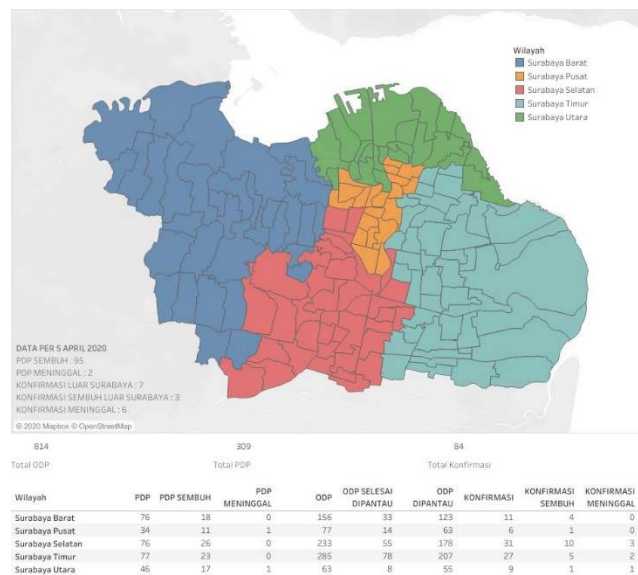 Wilayah
Surabaya Barat
Surabaya Pusat
Surabaya Selatan
Surabaya Timur
Surabaya Utara
DATA PER 5 APRIL 2020
PDP SEMBUH : 95
PDP MENINGGAL : 2
KONFIRMASI LUAR SURABAYA : 7
KONFIRMASI SEMBUH LUAR SURABAYA : 3
KONFIRMASI MENINGGAL : 6
© 2020 Mapbox © OpenStreetMap
814 309 84
Total ODP Total PDP Total Konfirmasi
Wilayah PDP PDP SEMBUH PDP MENINGGAL ODP ODP SELESAI DIPANTAU ODP DIPANTAU KONFIRMASI KONFIRMASI SEMBUH KONFIRMASI MENINGGAL
Surabaya Barat 76 18 0 156 33 123 11 4 0
Surabaya Pusat 34 11 1 77 14 63 6 1 0
Surabaya Selatan 76 26 0 233 55 178 31 10 3
Surabaya Timur 77 23 0 285 78 207 27 5 2
Surabaya Utara 46 17 1 63 8 55 9 1 1